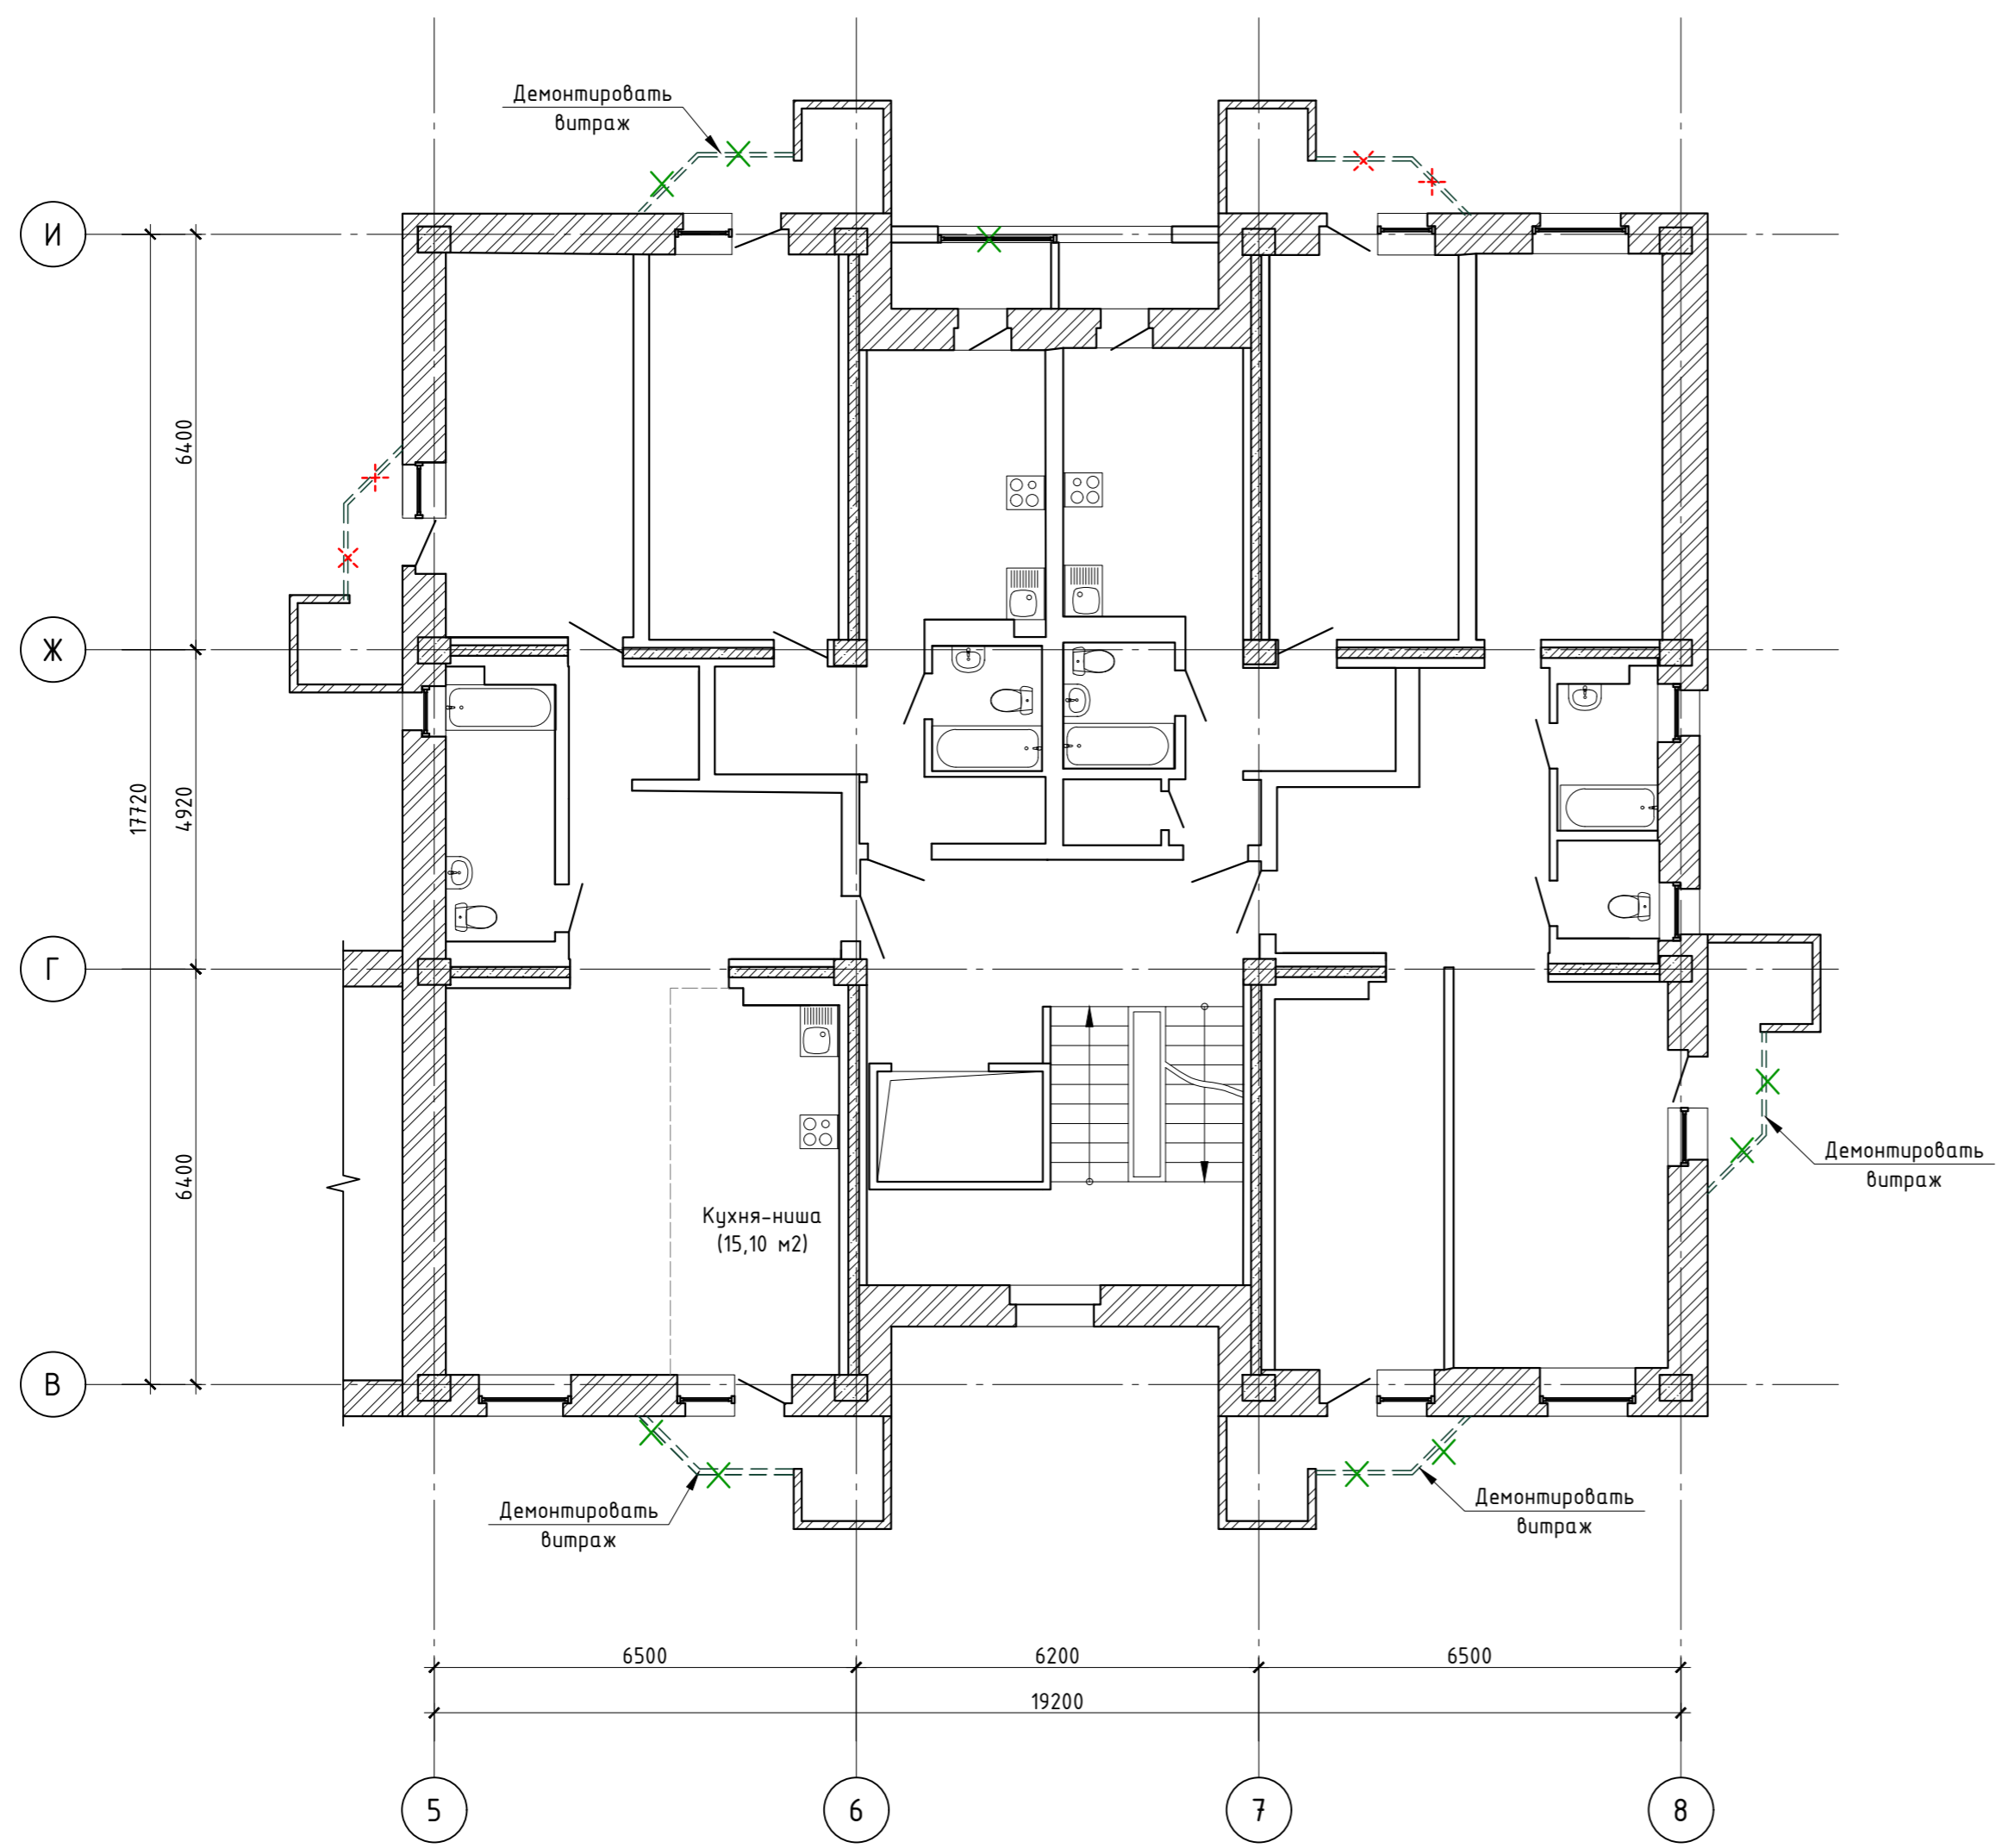 Демонтировать
витраж
И
6400
Ж
17720
4920
Г
Демонтировать
витраж
6400
Кухня-ниша
(15,10 м2)
В
Демонтировать
витраж
Демонтировать
витраж
6500
6200
6500
19200
5
6
7
8